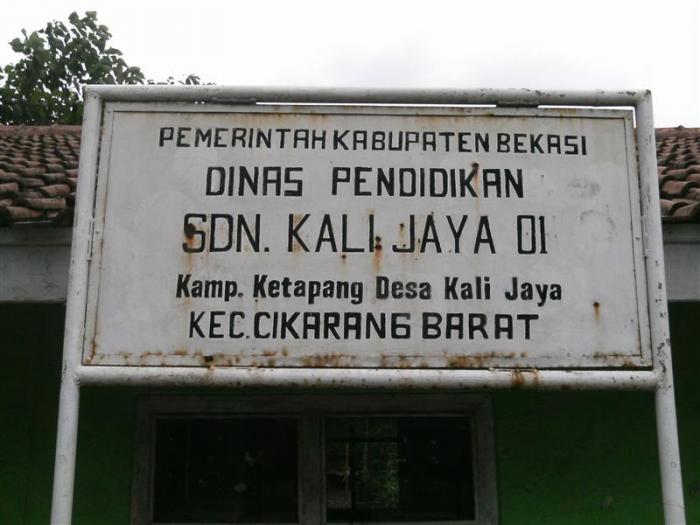 PEMERINTAH KABUPATEN BEKASI
DINAS PENDIDIKAN
SDN. KALI JAYA 01
Kamp. Ketapang Desa Kali Jaya
KEC.CIKARANG BARAT